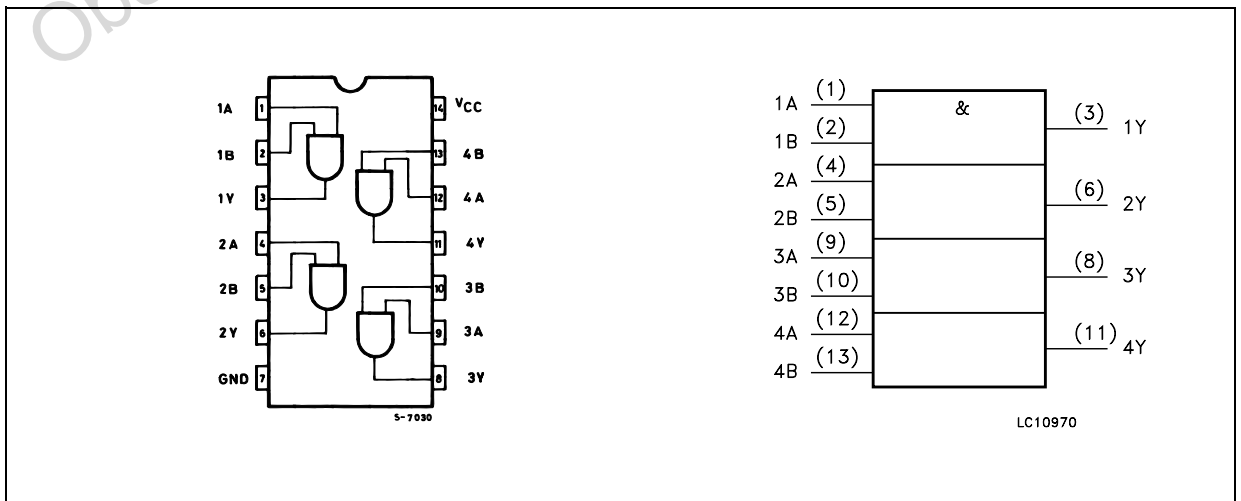 Obs
1A 1 14 VCC
1B 2 13 4B
1Y 3 12 4A
2A 4 11 4Y
2B 5 10 3B
2Y 6 9 3A
GND 7 8 3Y
S-7030
&
1A (1)
1B (2)
2A (4)
2B (5)
3A (9)
3B (10)
4A (12)
4B (13)
(3) 1Y
(6) 2Y
(8) 3Y
(11) 4Y
LC10970